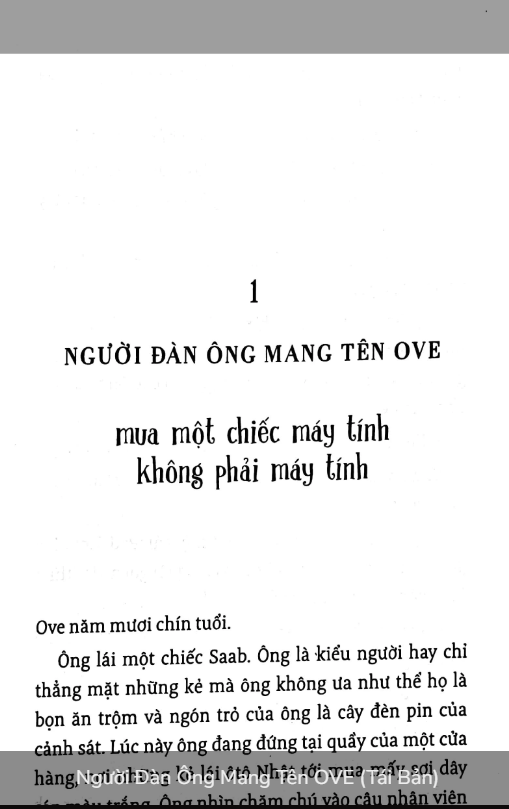 1
NGƯỜI ĐÀN ÔNG MANG TÊN OVE
mua một chiếc máy tính
không phải máy tính
Ove năm mươi chín tuổi.
Ông lái một chiếc Saab. Ông là kiểu người hay chỉ
thẳng mặt những kẻ mà ông không ưa như thể họ là
bọn ăn trộm và ngón trỏ của ông là cây đèn pin của
cảnh sát. Lúc này ông đang đứng tại quầy của một cửa
hàng, lái ôtô Nhật tới mua mấy sợi dây
Người Đàn Ông Mang Tên OVE (Tái Bản)
màu trắng. Ông nhìn chăm chú vào cậu nhân viên